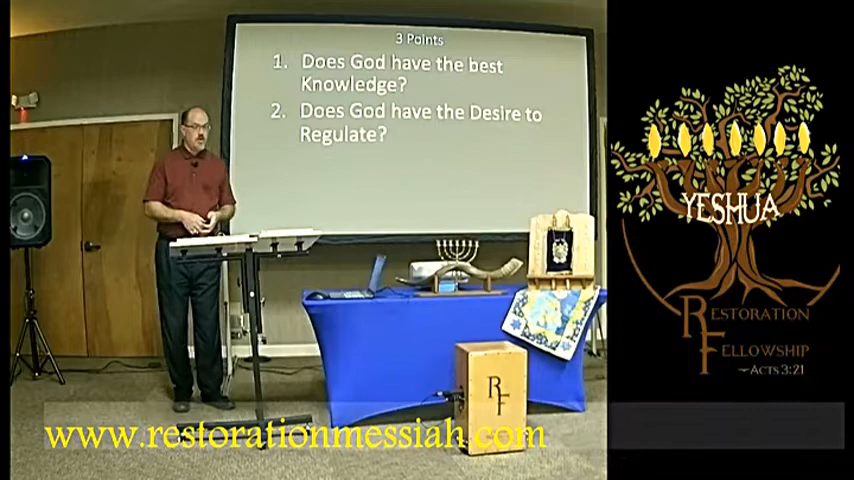 3 Points
1. Does God have the best
Knowledge?
2. Does God have the Desire to
Regulate?
YESHUA
RESTORATION
FELLOWSHIP
~ACTS 3:21
RF
www.restorationmessiah.com